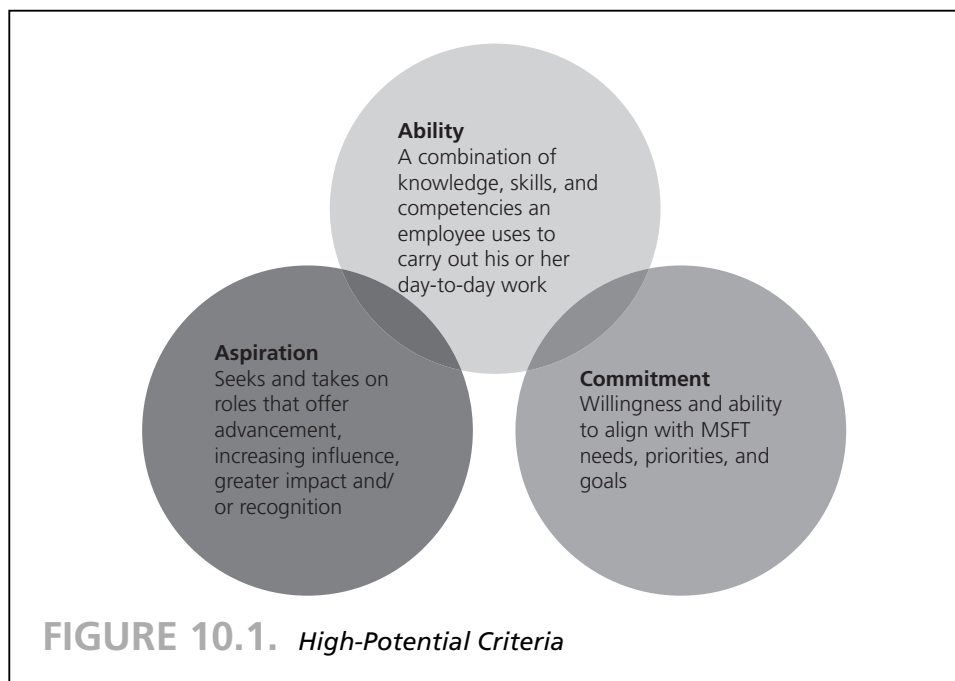 Ability
A combination of
knowledge, skills, and
competencies an
employee uses to
carry out his or her
day-to-day work
Aspiration
Seeks and takes on
roles that offer
advancement,
increasing influence,
greater impact and/
or recognition
Commitment
Willingness and ability
to align with MSFT
needs, priorities, and
goals
FIGURE 10.1. High-Potential Criteria